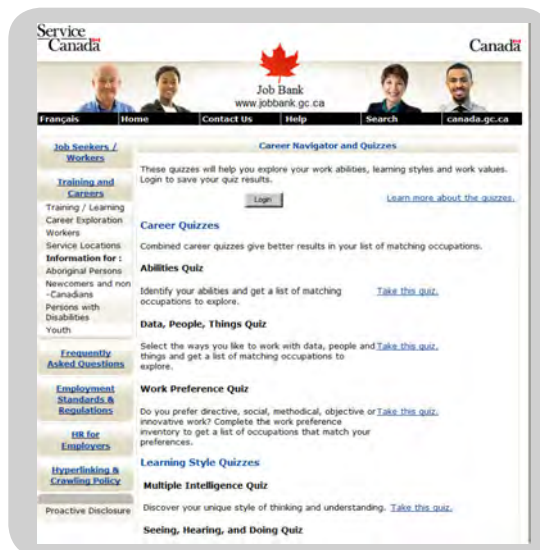 Service
Canada
Canada
Job Bank
www.jobbank.gc.ca
Français Home Contact Us Help Search canada.gc.ca
Job Seekers /
Workers
Training and
Careers
Training / Learning
Career Exploration
Workers
Service Locations
Information for :
Aboriginal Persons
Newcomers and non
-Canadians
Persons with
Disabilities
Youth
Frequently
Asked Questions
Employment
Standards &
Regulations
HR for
Employers
Hyperlinking &
Crawling Policy
Proactive Disclosure
Career Navigator and Quizzes
These quizzes will help you explore your work abilities, learning styles and work values.
Login to save your quiz results.
Login
Learn more about the quizzes.
Career Quizzes
Combined career quizzes give better results in your list of matching occupations.
Abilities Quiz
Identify your abilities and get a list of matching Take this quiz.
occupations to explore.
Data, People, Things Quiz
Select the ways you like to work with data, people and Take this quiz.
things and get a list of matching occupations to
explore.
Work Preference Quiz
Do you prefer directive, social, methodical, objective or Take this quiz.
innovative work? Complete the work preference
inventory to get a list of occupations that match your
preferences.
Learning Style Quizzes
Multiple Intelligence Quiz
Discover your unique style of thinking and understanding. Take this quiz.
Seeing, Hearing, and Doing Quiz